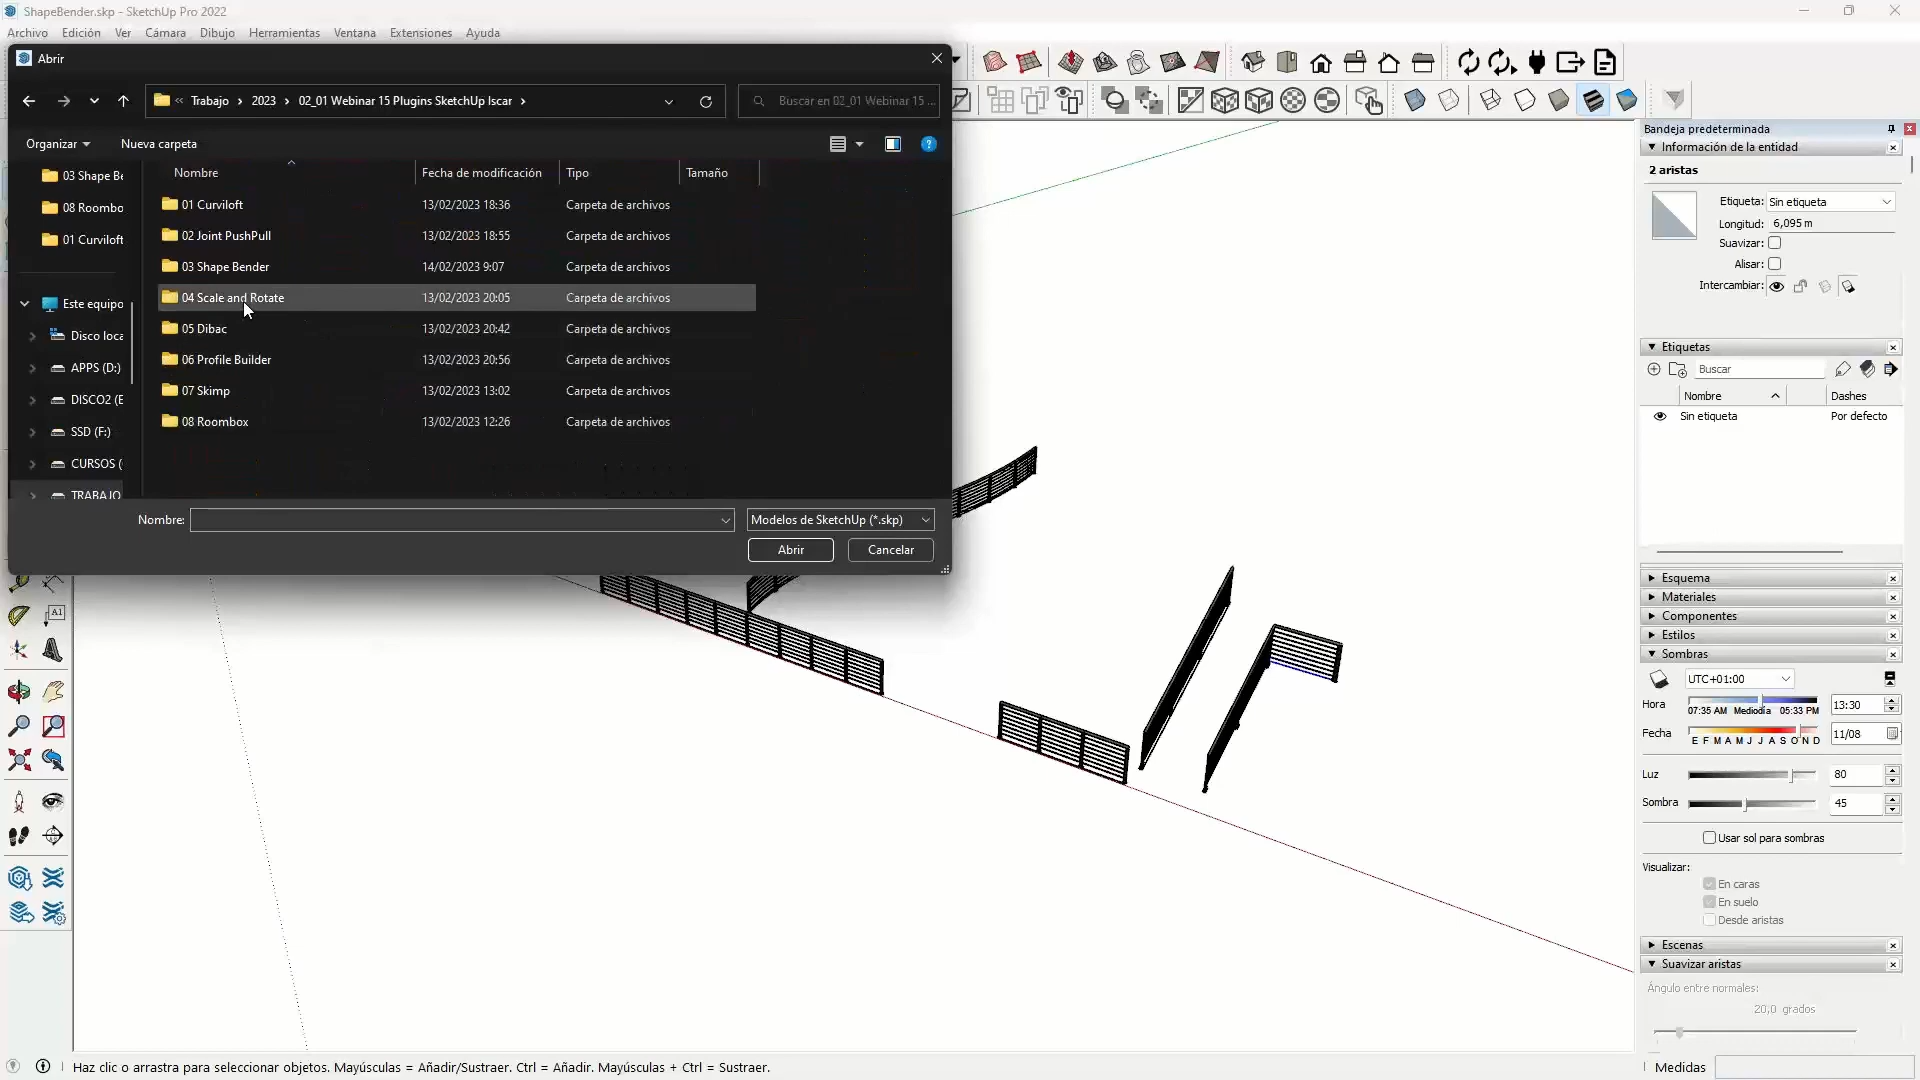 ShapeBender.skp - SketchUp Pro 2022
Archivo Edición Ver Cámara Dibujo Herramientas Ventana Extensiones Ayuda
Abrir
« Trabajo › 2023 › 02_01 Webinar 15 Plugins SketchUp Iscar ›
Buscar en 02_01 Webinar 15 ...
Organizar
Nueva carpeta
Nombre Fecha de modificación Tipo Tamaño
03 Shape Be
08 Roombo
01 Curviloft
Este equipo
Disco loca
APPS (D:)
DISCO2 (E
SSD (F:)
CURSOS (
TRABAJO
01 Curviloft 13/02/2023 18:36 Carpeta de archivos
02 Joint PushPull 13/02/2023 18:55 Carpeta de archivos
03 Shape Bender 14/02/2023 9:07 Carpeta de archivos
04 Scale and Rotate 13/02/2023 20:05 Carpeta de archivos
05 Dibac 13/02/2023 20:42 Carpeta de archivos
06 Profile Builder 13/02/2023 20:56 Carpeta de archivos
07 Skimp 13/02/2023 13:02 Carpeta de archivos
08 Roombox 13/02/2023 12:26 Carpeta de archivos
Nombre:
Modelos de SketchUp (*.skp)
Abrir Cancelar
A1
Bandeja predeterminada
Información de la entidad
2 aristas
Etiqueta: Sin etiqueta
Longitud: 6,095 m
Suavizar:
Alisar:
Intercambiar:
Etiquetas
Buscar
Nombre Dashes
Sin etiqueta Por defecto
Esquema
Materiales
Componentes
Estilos
Sombras
UTC+01:00
Hora 13:30
07:35 AM Mediodía 05:33 PM
Fecha 11/08
E F M A M J J A S O N D
Luz 80
Sombra 45
Usar sol para sombras
Visualizar:
En caras
En suelo
Desde aristas
Escenas
Suavizar aristas
Ángulo entre normales:
20,0 grados
Haz clic o arrastra para seleccionar objetos. Mayúsculas = Añadir/Sustraer. Ctrl = Añadir. Mayúsculas + Ctrl = Sustraer.
Medidas